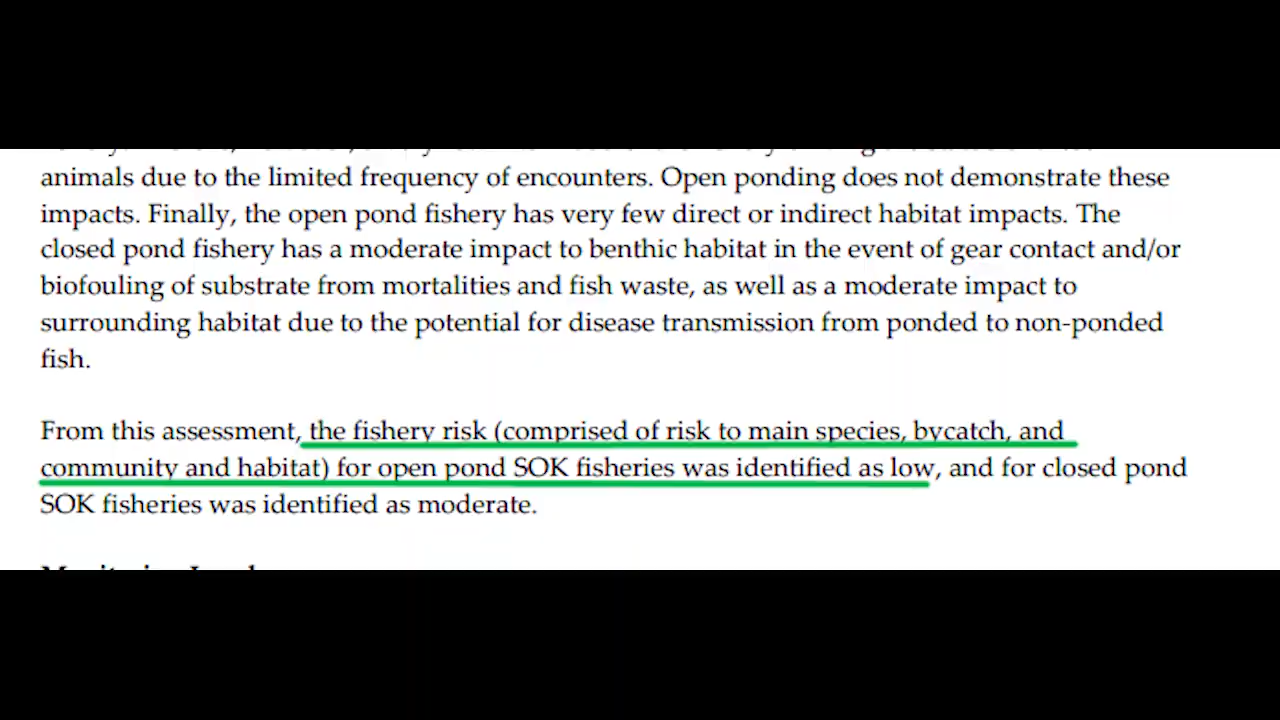 animals due to the limited frequency of encounters. Open ponding does not demonstrate these
impacts. Finally, the open pond fishery has very few direct or indirect habitat impacts. The
closed pond fishery has a moderate impact to benthic habitat in the event of gear contact and/or
biofouling of substrate from mortalities and fish waste, as well as a moderate impact to
surrounding habitat due to the potential for disease transmission from ponded to non-ponded
fish.
From this assessment, the fishery risk (comprised of risk to main species, bycatch, and
community and habitat) for open pond SOK fisheries was identified as low, and for closed pond
SOK fisheries was identified as moderate.